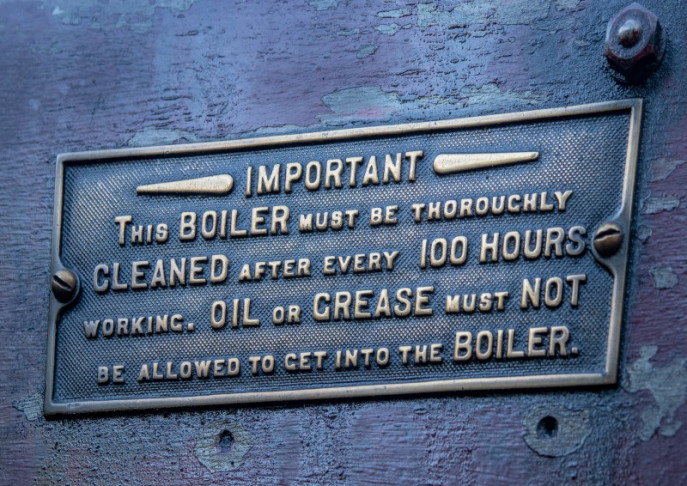 IMPORTANT
THIS BOILER MUST BE THOROUGHLY
CLEANED AFTER EVERY 100 HOURS
WORKING. OIL OR GREASE MUST NOT
BE ALLOWED TO GET INTO THE BOILER.